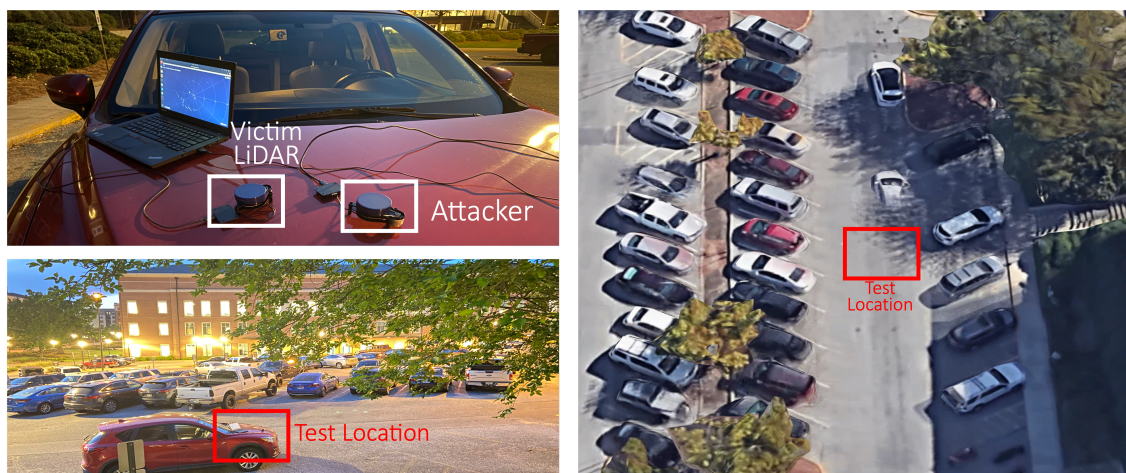 Victim
LiDAR
Attacker
Test Location
Test
Location